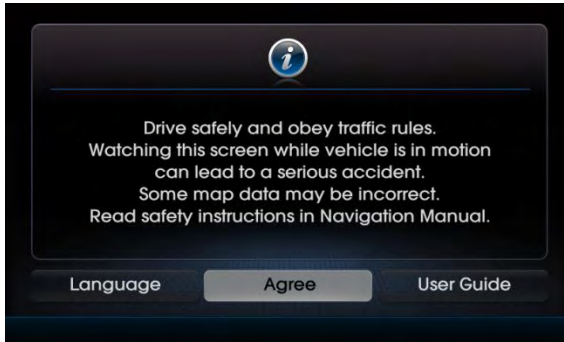 i
Drive safely and obey traffic rules.
Watching this screen while vehicle is in motion
can lead to a serious accident.
Some map data may be incorrect.
Read safety instructions in Navigation Manual.
Language Agree User Guide